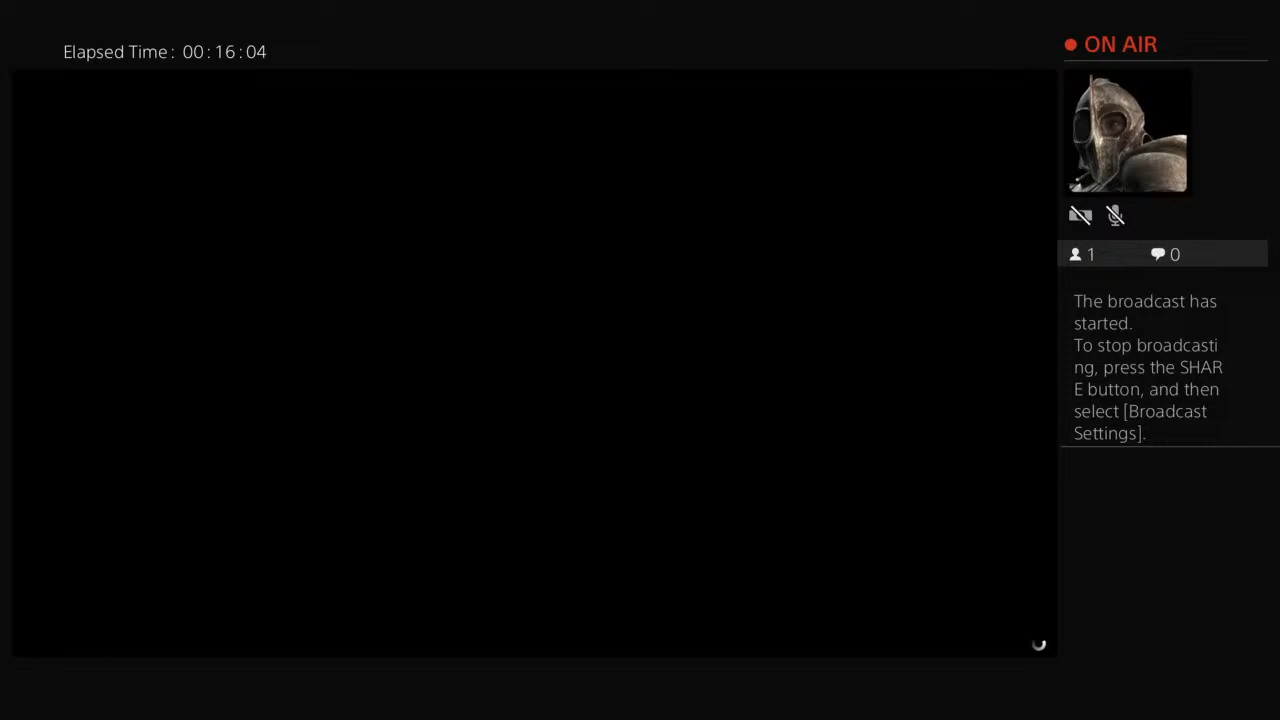 Elapsed Time: 00:16:04
ON AIR
1 0
The broadcast has
started.
To stop broadcasti
ng, press the SHAR
E button, and then
select [Broadcast
Settings].